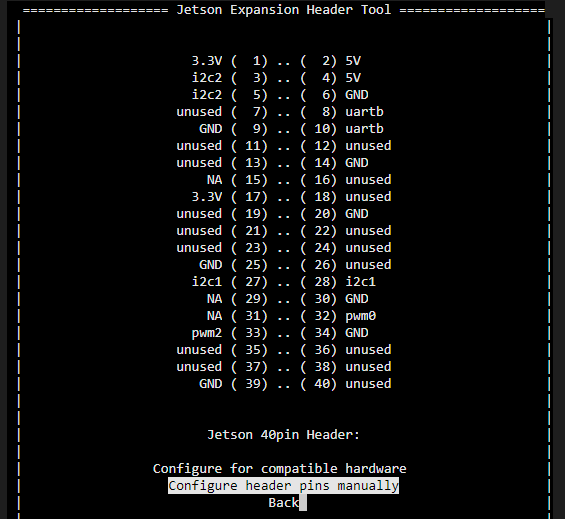 =================== Jetson Expansion Header Tool ===================
3.3V (  1) .. (  2) 5V
i2c2 (  3) .. (  4) 5V
i2c2 (  5) .. (  6) GND
unused (  7) .. (  8) uartb
GND (  9) .. ( 10) uartb
unused ( 11) .. ( 12) unused
unused ( 13) .. ( 14) GND
NA ( 15) .. ( 16) unused
3.3V ( 17) .. ( 18) unused
unused ( 19) .. ( 20) GND
unused ( 21) .. ( 22) unused
unused ( 23) .. ( 24) unused
GND ( 25) .. ( 26) unused
i2c1 ( 27) .. ( 28) i2c1
NA ( 29) .. ( 30) GND
NA ( 31) .. ( 32) pwm0
pwm2 ( 33) .. ( 34) GND
unused ( 35) .. ( 36) unused
unused ( 37) .. ( 38) unused
GND ( 39) .. ( 40) unused
Jetson 40pin Header:
Configure for compatible hardware
Configure header pins manually
Back